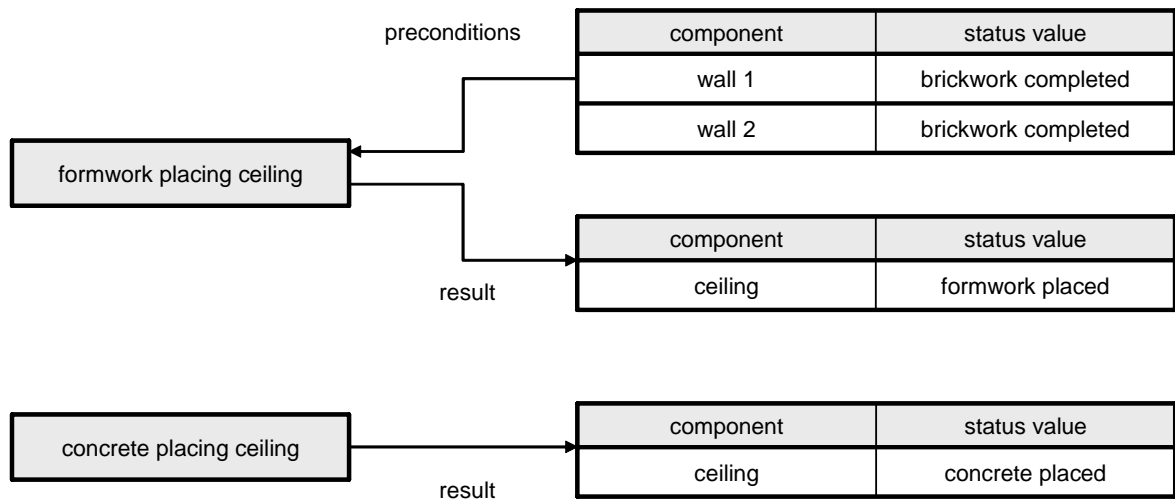 preconditions
component status value
wall 1 brickwork completed
wall 2 brickwork completed
formwork placing ceiling
component status value
ceiling formwork placed
result
concrete placing ceiling
component status value
ceiling concrete placed
result